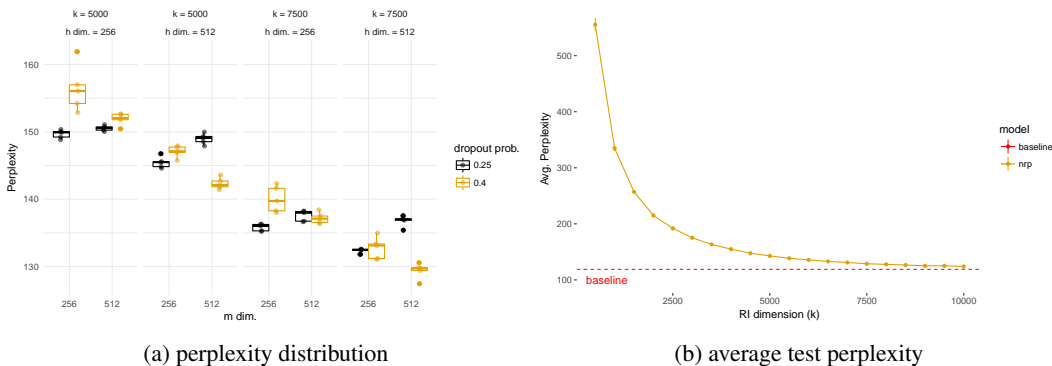 k = 5000 k = 5000 k = 7500 k = 7500
h dim. = 256 h dim. = 512 h dim. = 256 h dim. = 512
160
150
140
130
Perplexity
256 512 256 512 256 512 256 512
m dim.
dropout prob.
0.25
0.4
(a) perplexity distribution
500
400
300
200
100
Avg. Perplexity
baseline
2500 5000 7500 10000
RI dimension (k)
model
baseline
nrp
(b) average test perplexity